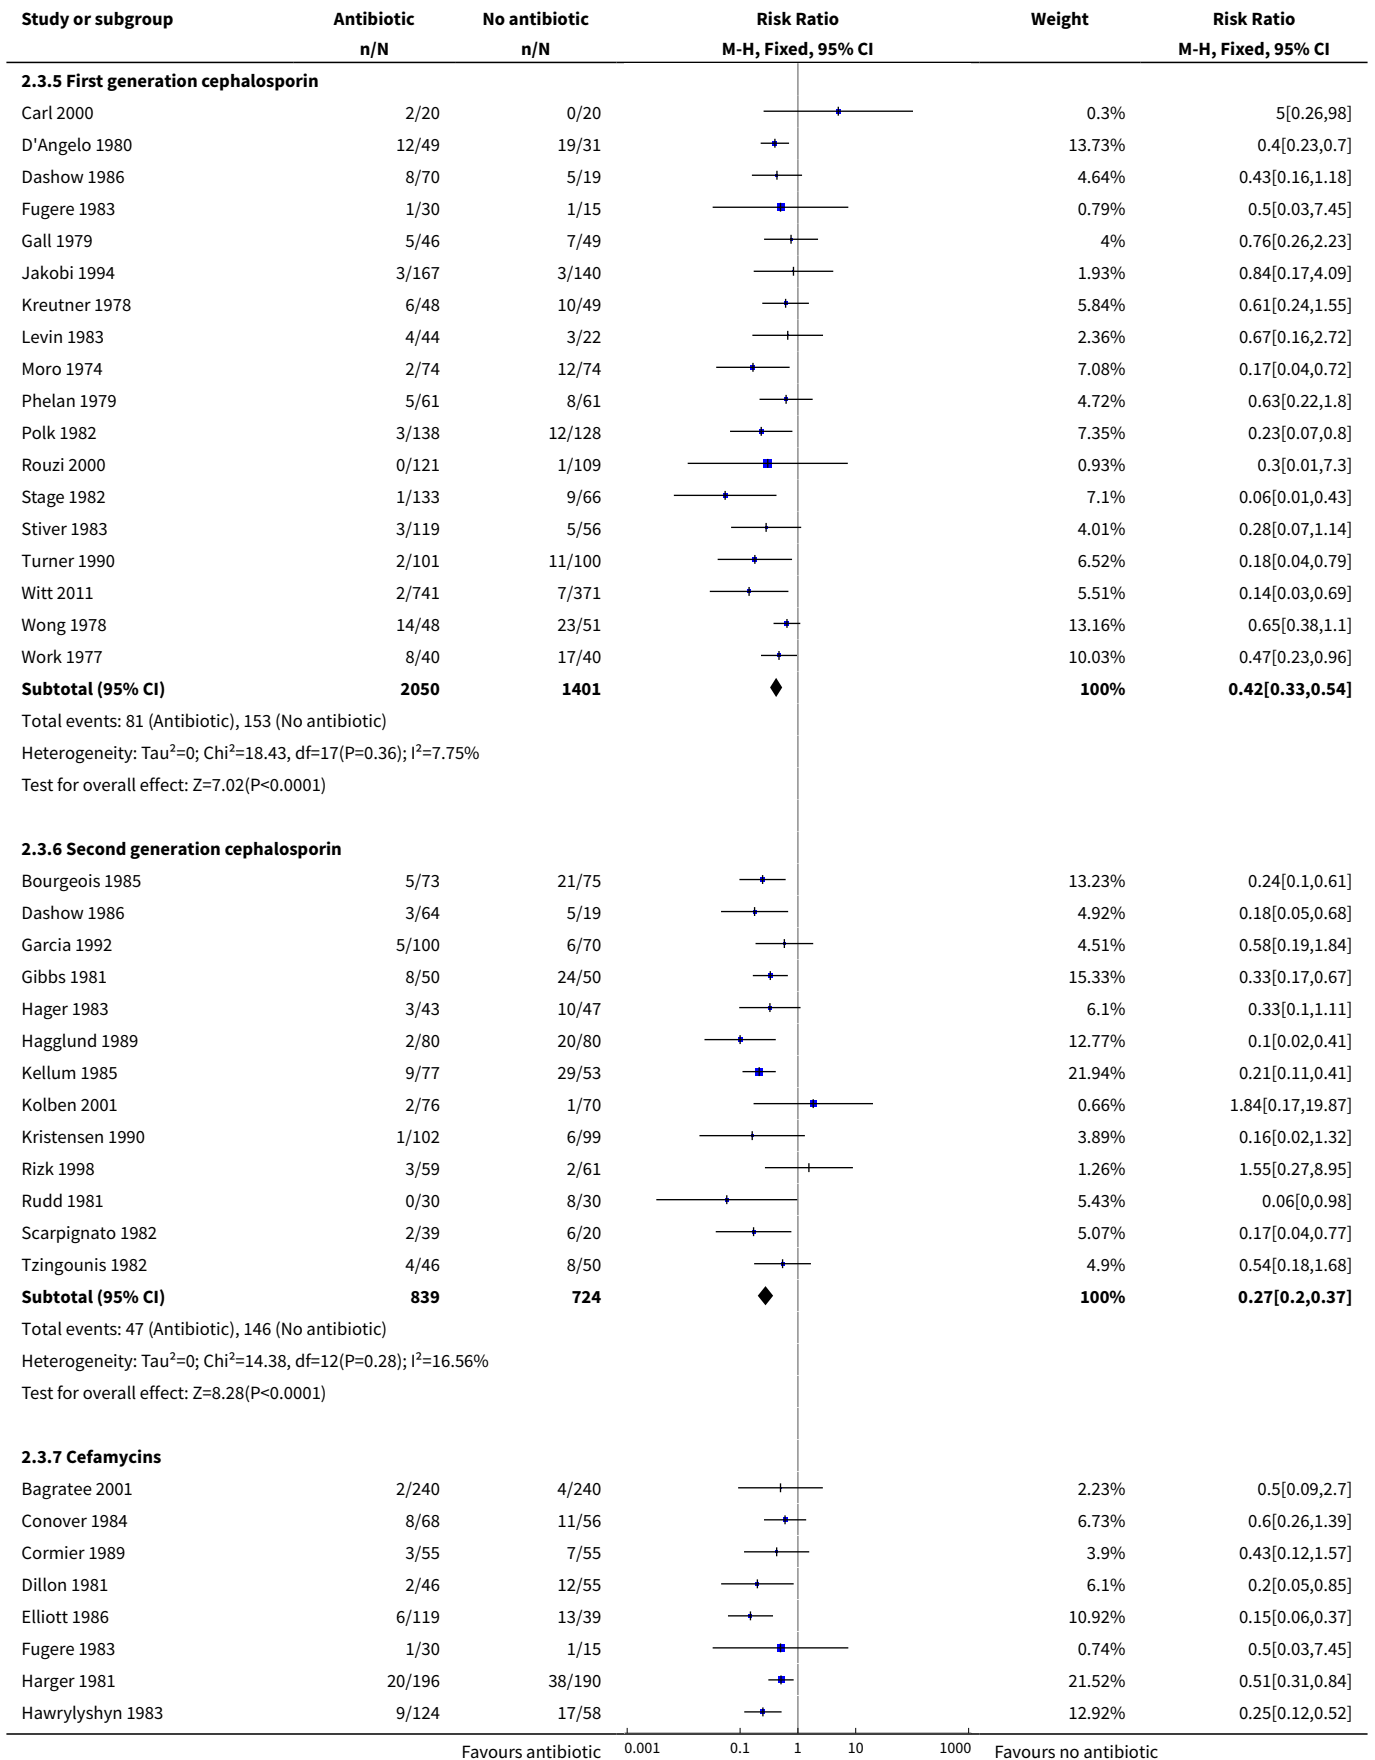 Study or subgroup Antibiotic No antibiotic Risk Ratio Weight Risk Ratio
n/N n/N M-H, Fixed, 95% CI M-H, Fixed, 95% CI
2.3.5 First generation cephalosporin
Carl 2000 2/20 0/20 0.3% 5[0.26,98]
D'Angelo 1980 12/49 19/31 13.73% 0.4[0.23,0.7]
Dashow 1986 8/70 5/19 4.64% 0.43[0.16,1.18]
Fugere 1983 1/30 1/15 0.79% 0.5[0.03,7.45]
Gall 1979 5/46 7/49 4% 0.76[0.26,2.23]
Jakobi 1994 3/167 3/140 1.93% 0.84[0.17,4.09]
Kreutner 1978 6/48 10/49 5.84% 0.61[0.24,1.55]
Levin 1983 4/44 3/22 2.36% 0.67[0.16,2.72]
Moro 1974 2/74 12/74 7.08% 0.17[0.04,0.72]
Phelan 1979 5/61 8/61 4.72% 0.63[0.22,1.8]
Polk 1982 3/138 12/128 7.35% 0.23[0.07,0.8]
Rouzi 2000 0/121 1/109 0.93% 0.3[0.01,7.3]
Stage 1982 1/133 9/66 7.1% 0.06[0.01,0.43]
Stiver 1983 3/119 5/56 4.01% 0.28[0.07,1.14]
Turner 1990 2/101 11/100 6.52% 0.18[0.04,0.79]
Witt 2011 2/741 7/371 5.51% 0.14[0.03,0.69]
Wong 1978 14/48 23/51 13.16% 0.65[0.38,1.1]
Work 1977 8/40 17/40 10.03% 0.47[0.23,0.96]
Subtotal (95% CI) 2050 1401 100% 0.42[0.33,0.54]
Total events: 81 (Antibiotic), 153 (No antibiotic)
Heterogeneity: Tau²=0; Chi²=18.43, df=17(P=0.36); I²=7.75%
Test for overall effect: Z=7.02(P<0.0001)
2.3.6 Second generation cephalosporin
Bourgeois 1985 5/73 21/75 13.23% 0.24[0.1,0.61]
Dashow 1986 3/64 5/19 4.92% 0.18[0.05,0.68]
Garcia 1992 5/100 6/70 4.51% 0.58[0.19,1.84]
Gibbs 1981 8/50 24/50 15.33% 0.33[0.17,0.67]
Hager 1983 3/43 10/47 6.1% 0.33[0.1,1.11]
Hagglund 1989 2/80 20/80 12.77% 0.1[0.02,0.41]
Kellum 1985 9/77 29/53 21.94% 0.21[0.11,0.41]
Kolben 2001 2/76 1/70 0.66% 1.84[0.17,19.87]
Kristensen 1990 1/102 6/99 3.89% 0.16[0.02,1.32]
Rizk 1998 3/59 2/61 1.26% 1.55[0.27,8.95]
Rudd 1981 0/30 8/30 5.43% 0.06[0,0.98]
Scarpignato 1982 2/39 6/20 5.07% 0.17[0.04,0.77]
Tzingounis 1982 4/46 8/50 4.9% 0.54[0.18,1.68]
Subtotal (95% CI) 839 724 100% 0.27[0.2,0.37]
Total events: 47 (Antibiotic), 146 (No antibiotic)
Heterogeneity: Tau²=0; Chi²=14.38, df=12(P=0.28); I²=16.56%
Test for overall effect: Z=8.28(P<0.0001)
2.3.7 Cefamycins
Bagratee 2001 2/240 4/240 2.23% 0.5[0.09,2.7]
Conover 1984 8/68 11/56 6.73% 0.6[0.26,1.39]
Cormier 1989 3/55 7/55 3.9% 0.43[0.12,1.57]
Dillon 1981 2/46 12/55 6.1% 0.2[0.05,0.85]
Elliott 1986 6/119 13/39 10.92% 0.15[0.06,0.37]
Fugere 1983 1/30 1/15 0.74% 0.5[0.03,7.45]
Harger 1981 20/196 38/190 21.52% 0.51[0.31,0.84]
Hawrylyshyn 1983 9/124 17/58 12.92% 0.25[0.12,0.52]
Favours antibiotic 0.001 0.1 1 10 1000 Favours no antibiotic